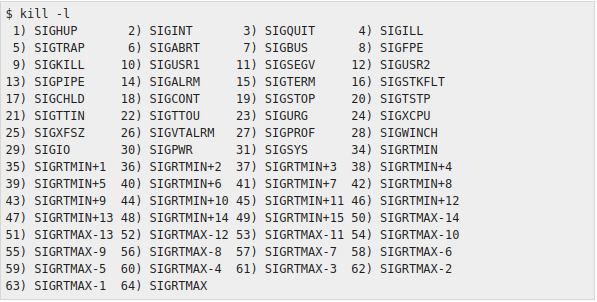 $ kill -l
 1) SIGHUP       2) SIGINT       3) SIGQUIT      4) SIGILL
 5) SIGTRAP      6) SIGABRT      7) SIGBUS       8) SIGFPE
 9) SIGKILL     10) SIGUSR1     11) SIGSEGV     12) SIGUSR2
13) SIGPIPE     14) SIGALRM     15) SIGTERM     16) SIGSTKFLT
17) SIGCHLD     18) SIGCONT     19) SIGSTOP     20) SIGTSTP
21) SIGTTIN     22) SIGTTOU     23) SIGURG      24) SIGXCPU
25) SIGXFSZ     26) SIGVTALRM   27) SIGPROF     28) SIGWINCH
29) SIGIO       30) SIGPWR      31) SIGSYS      34) SIGRTMIN
35) SIGRTMIN+1  36) SIGRTMIN+2  37) SIGRTMIN+3  38) SIGRTMIN+4
39) SIGRTMIN+5  40) SIGRTMIN+6  41) SIGRTMIN+7  42) SIGRTMIN+8
43) SIGRTMIN+9  44) SIGRTMIN+10 45) SIGRTMIN+11 46) SIGRTMIN+12
47) SIGRTMIN+13 48) SIGRTMIN+14 49) SIGRTMIN+15 50) SIGRTMAX-14
51) SIGRTMAX-13 52) SIGRTMAX-12 53) SIGRTMAX-11 54) SIGRTMAX-10
55) SIGRTMAX-9  56) SIGRTMAX-8  57) SIGRTMAX-7  58) SIGRTMAX-6
59) SIGRTMAX-5  60) SIGRTMAX-4  61) SIGRTMAX-3  62) SIGRTMAX-2
63) SIGRTMAX-1  64) SIGRTMAX